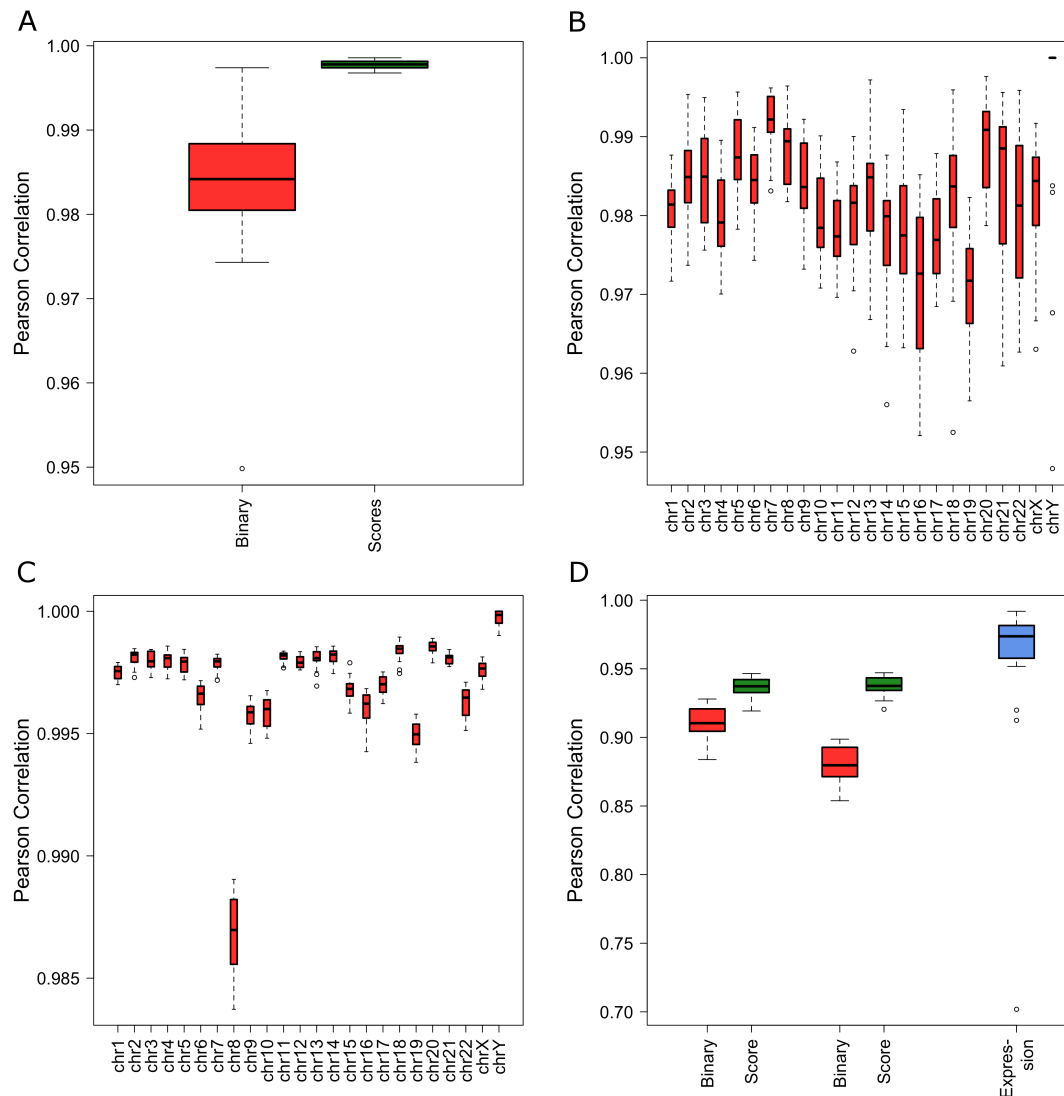 A
Pearson Correlation
1.00
0.99
0.98
0.97
0.96
0.95
Binary
Scores
B
Pearson Correlation
1.00
0.99
0.98
0.97
0.96
0.95
chr1
chr2
chr3
chr4
chr5
chr6
chr7
chr8
chr9
chr10
chr11
chr12
chr13
chr14
chr15
chr16
chr17
chr18
chr19
chr20
chr21
chr22
chrX
chrY
C
Pearson Correlation
1.000
0.995
0.990
0.985
chr1
chr2
chr3
chr4
chr5
chr6
chr7
chr8
chr9
chr10
chr11
chr12
chr13
chr14
chr15
chr16
chr17
chr18
chr19
chr20
chr21
chr22
chrX
chrY
D
Pearson Correlation
1.00
0.95
0.90
0.85
0.80
0.75
0.70
Binary
Score
Binary
Score
Expres-
sion